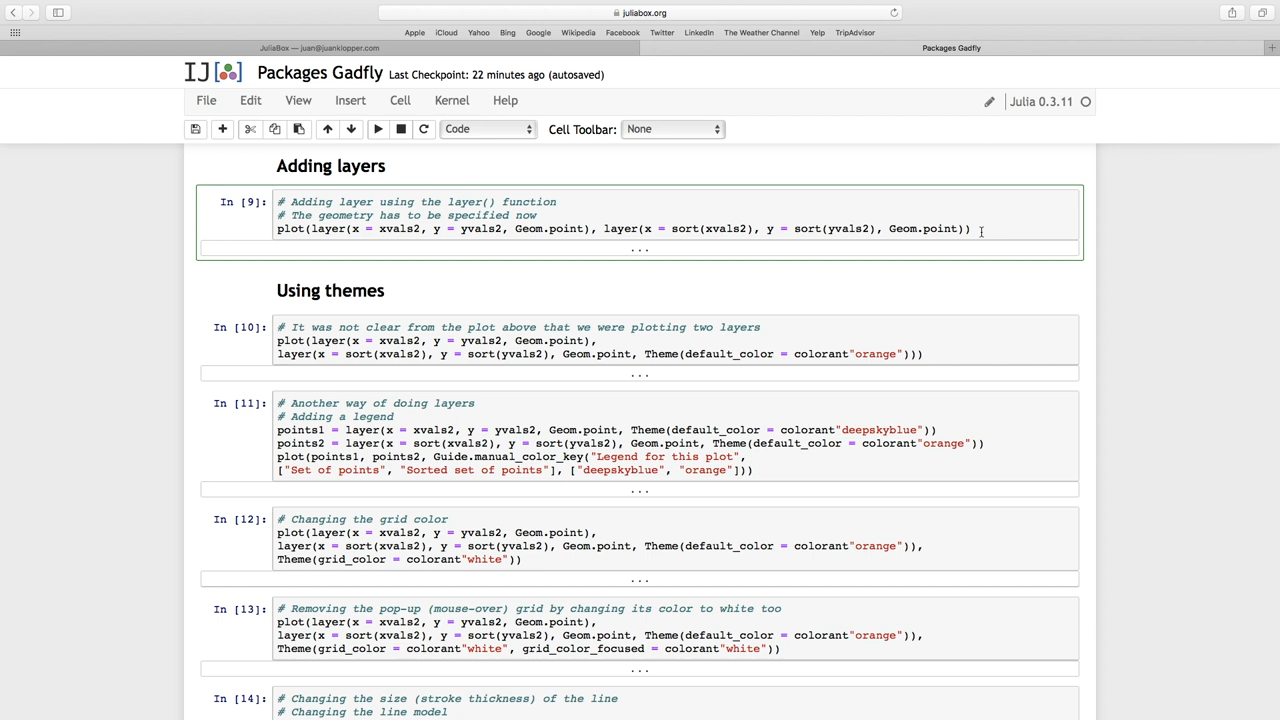 juliabox.org
Apple iCloud Yahoo Bing Google Wikipedia Facebook Twitter LinkedIn The Weather Channel Yelp TripAdvisor
JuliaBox — juan@juanklopper.com Packages Gadfly
IJ[ ] Packages Gadfly Last Checkpoint: 22 minutes ago (autosaved)
File Edit View Insert Cell Kernel Help Julia 0.3.11
Code Cell Toolbar: None
Adding layers
In [9]: # Adding layer using the layer() function
# The geometry has to be specified now
plot(layer(x = xvals2, y = yvals2, Geom.point), layer(x = sort(xvals2), y = sort(yvals2), Geom.point))
...
Using themes
In [10]: # It was not clear from the plot above that we were plotting two layers
plot(layer(x = xvals2, y = yvals2, Geom.point),
layer(x = sort(xvals2), y = sort(yvals2), Geom.point, Theme(default_color = colorant"orange")))
...
In [11]: # Another way of doing layers
# Adding a legend
points1 = layer(x = xvals2, y = yvals2, Geom.point, Theme(default_color = colorant"deepskyblue"))
points2 = layer(x = sort(xvals2), y = sort(yvals2), Geom.point, Theme(default_color = colorant"orange"))
plot(points1, points2, Guide.manual_color_key("Legend for this plot",
["Set of points", "Sorted set of points"], ["deepskyblue", "orange"]))
...
In [12]: # Changing the grid color
plot(layer(x = xvals2, y = yvals2, Geom.point),
layer(x = sort(xvals2), y = sort(yvals2), Geom.point, Theme(default_color = colorant"orange")),
Theme(grid_color = colorant"white"))
...
In [13]: # Removing the pop-up (mouse-over) grid by changing its color to white too
plot(layer(x = xvals2, y = yvals2, Geom.point),
layer(x = sort(xvals2), y = sort(yvals2), Geom.point, Theme(default_color = colorant"orange")),
Theme(grid_color = colorant"white", grid_color_focused = colorant"white"))
...
In [14]: # Changing the size (stroke thickness) of the line
# Changing the line model